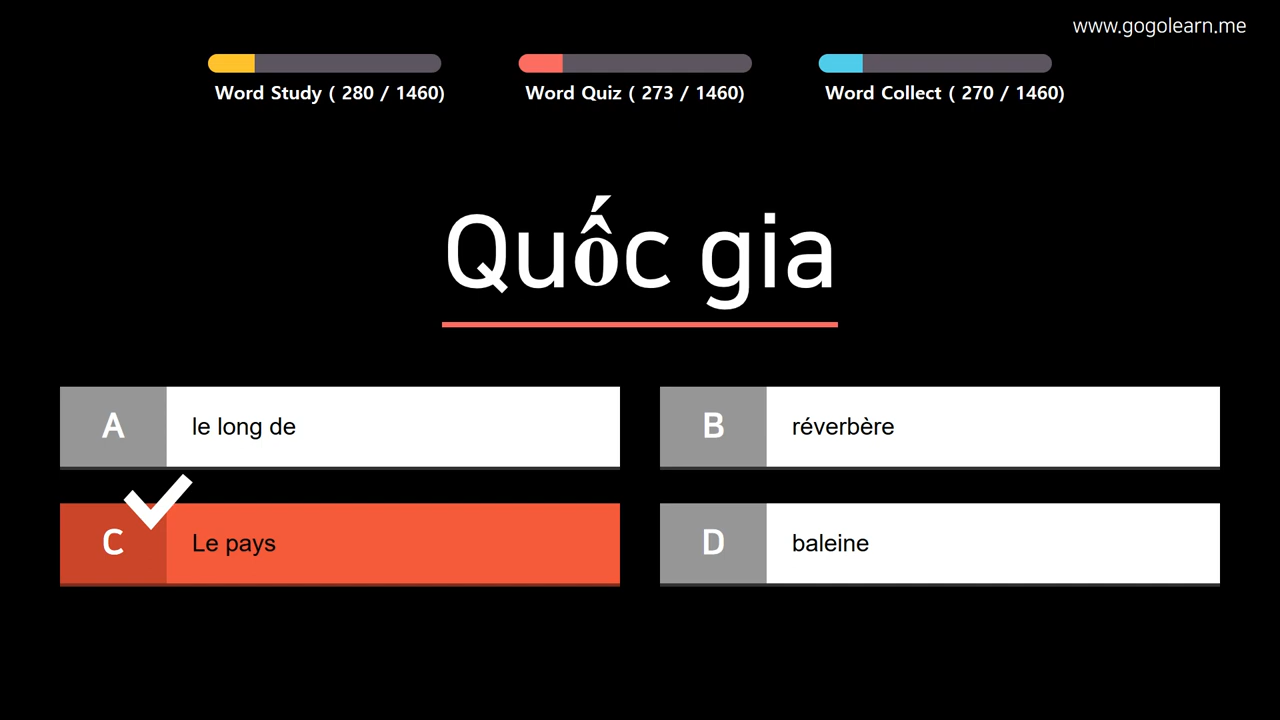 www.gogolearn.me
Word Study ( 280 / 1460)
Word Quiz ( 273 / 1460)
Word Collect ( 270 / 1460)
Quốc gia
A le long de
B réverbère
C Le pays
D baleine